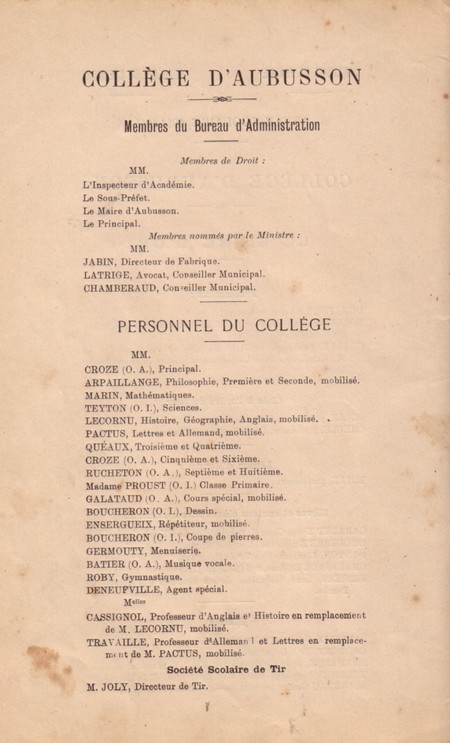 COLLÈGE D'AUBUSSON
Membres du Bureau d'Administration
Membres de Droit :
MM.
L'Inspecteur d'Académie.
Le Sous-Préfet.
Le Maire d'Aubusson.
Le Principal.
Membres nommés par le Ministre :
MM.
JABIN, Directeur de Fabrique.
LATRIGE, Avocat, Conseiller Municipal.
CHAMBERAUD, Conseiller Municipal.
PERSONNEL DU COLLÉGE
MM.
CROZE (O. A.), Principal.
ARPAILLANGE, Philosophie, Première et Seconde, mobilisé.
MARIN, Mathématiques.
TEYTON (O. I.), Sciences.
LECORNU, Histoire, Géographie, Anglais, mobilisé.
PACTUS, Lettres et Allemand, mobilisé.
QUÉAUX, Troisième et Quatrième.
CROZE (O. A.), Cinquième et Sixième.
RUCHETON (O. A.), Septième et Huitième.
Madame PROUST (O. I.) Classe Primaire.
GALATAUD (O. A.), Cours spécial, mobilisé.
BOUCHERON (O. I.), Dessin.
ENSERGUEIX, Répétiteur, mobilisé.
BOUCHERON (O. I.), Coupe de pierres.
GERMOUTY, Menuiserie.
BATIER (O. A.), Musique vocale.
ROBY, Gymnastique.
DENEUFVILLE, Agent spécial.
Melles
CASSIGNOL, Professeur d'Anglais et Histoire en remplacement
de M. LECORNU, mobilisé.
TRAVAILLE, Professeur d'Allemand et Lettres en remplace-
ment de M. PACTUS, mobilisé.
Société Scolaire de Tir
M. JOLY, Directeur de Tir.